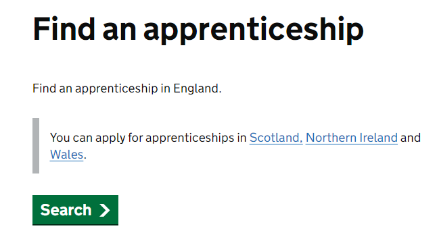 Find an apprenticeship
Find an apprenticeship in England.
You can apply for apprenticeships in Scotland, Northern Ireland and
Wales.
Search